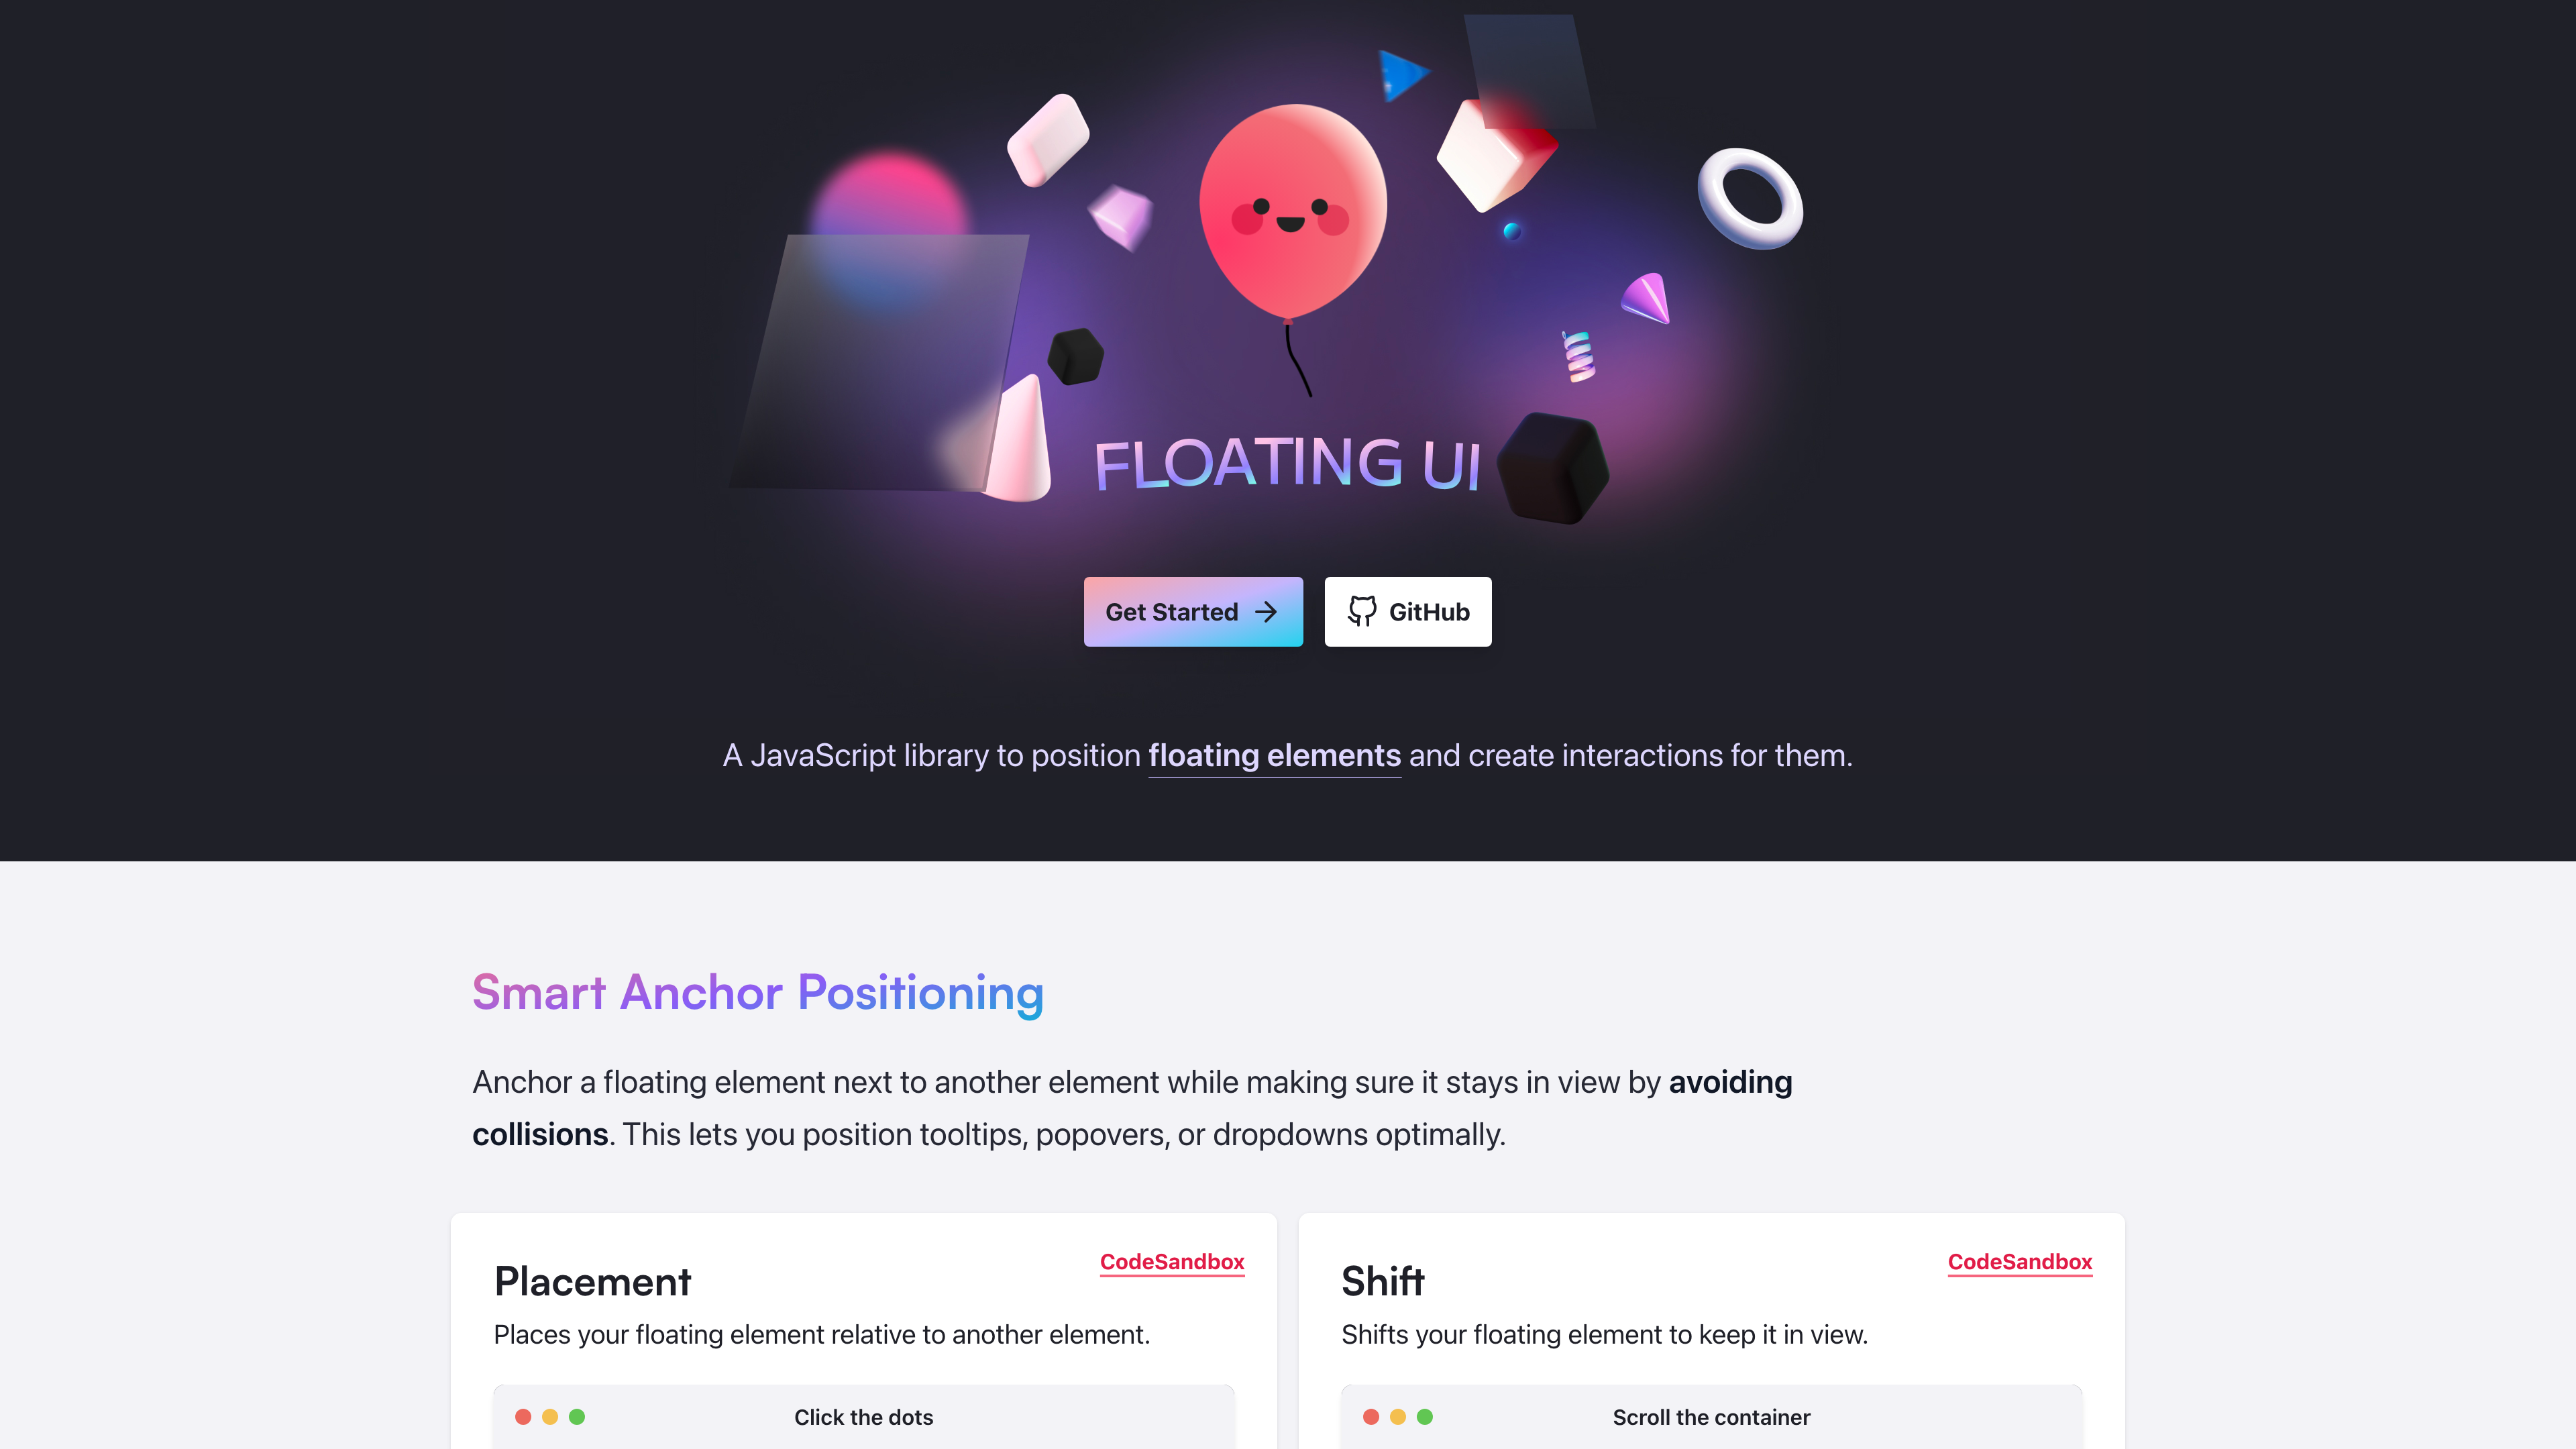 FLOATING UI
Get Started
GitHub
A JavaScript library to position floating elements and create interactions for them.
Smart Anchor Positioning
Anchor a floating element next to another element while making sure it stays in view by avoiding
collisions. This lets you position tooltips, popovers, or dropdowns optimally.
Placement
CodeSandbox
Places your floating element relative to another element.
Click the dots
Shift
CodeSandbox
Shifts your floating element to keep it in view.
Scroll the container